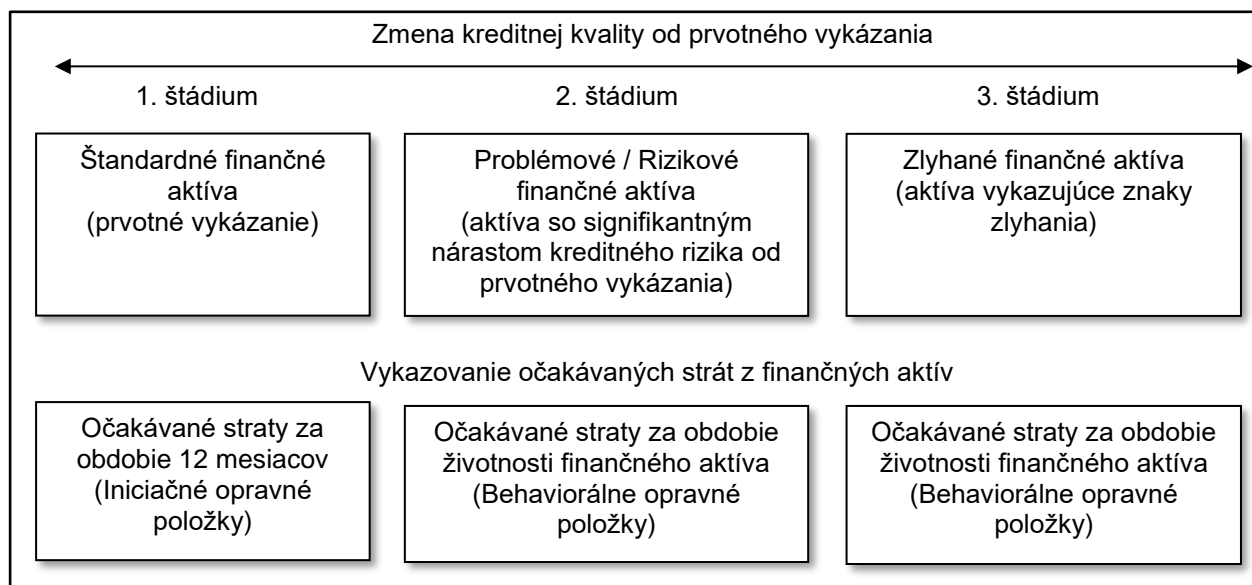 Zmena kreditnej kvality od prvotného vykázania
1. štádium
2. štádium
3. štádium
Štandardné finančné
aktíva
(prvotné vykázanie)
Problémové / Rizikové
finančné aktíva
(aktíva so signifikantným
nárastom kreditného rizika od
prvotného vykázania)
Zlyhané finančné aktíva
(aktíva vykazujúce znaky
zlyhania)
Vykazovanie očakávaných strát z finančných aktív
Očakávané straty za
obdobie 12 mesiacov
(Iniciačné opravné
položky)
Očakávané straty za obdobie
životnosti finančného aktíva
(Behaviorálne opravné
položky)
Očakávané straty za obdobie
životnosti finančného aktíva
(Behaviorálne opravné
položky)